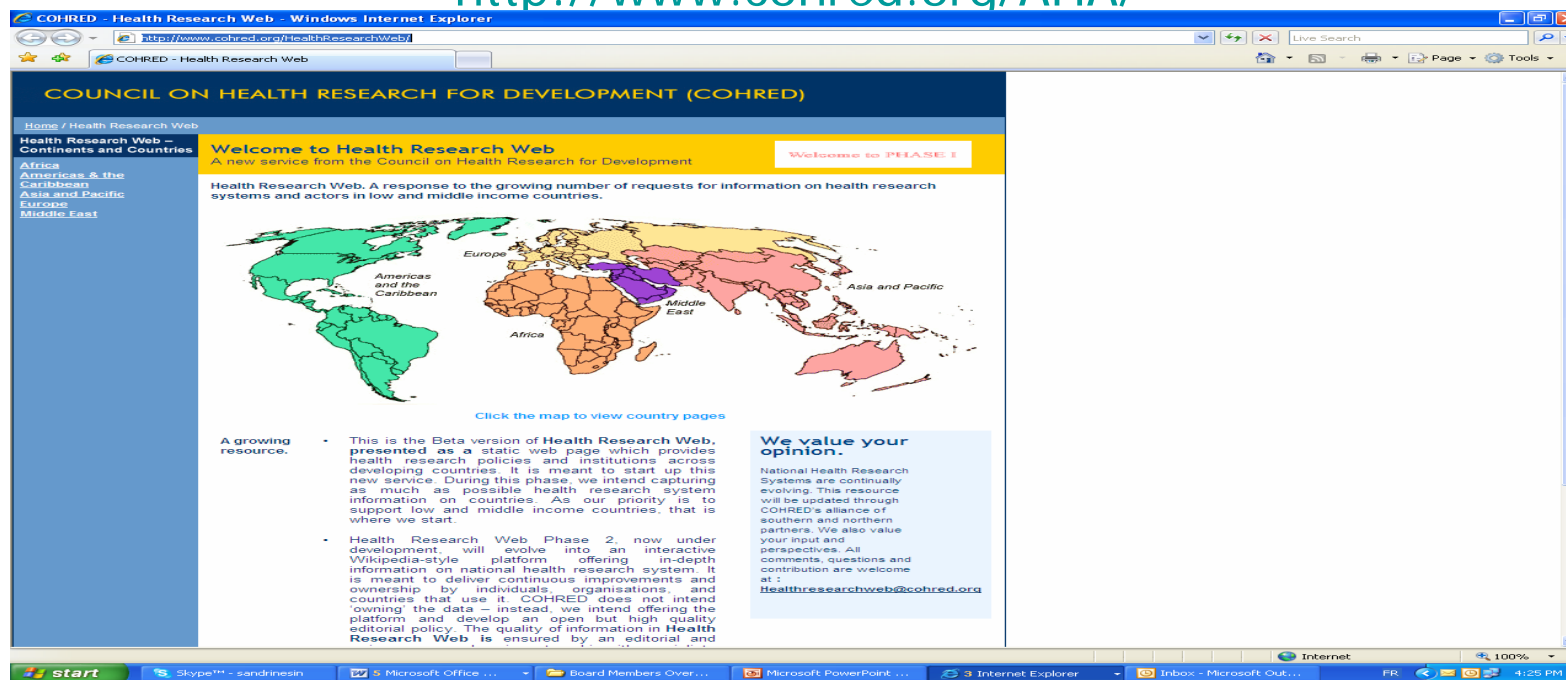 http://www.cohred.org/AHA/
COHRED - Health Research Web - Windows Internet Explorer
http://www.cohred.org/HealthResearchWeb/
Live Search
COHRED - Health Research Web
Page
Tools
COUNCIL ON HEALTH RESEARCH FOR DEVELOPMENT (COHRED)
Home / Health Research Web
Health Research Web –
Continents and Countries
Africa
Americas & the
Caribbean
Asia and Pacific
Europe
Middle East
Welcome to Health Research Web
A new service from the Council on Health Research for Development
Welcome to PHASE I
Health Research Web. A response to the growing number of requests for information on health research
systems and actors in low and middle income countries.
Europe
Americas
and the
Caribbean
Asia and Pacific
Middle
East
Africa
Click the map to view country pages
A growing
resource.
• This is the Beta version of Health Research Web,
presented as a static web page which provides
health research policies and institutions across
developing countries. It is meant to start up this
new service. During this phase, we intend capturing
as much as possible health research system
information on countries. As our priority is to
support low and middle income countries, that is
where we start.
• Health Research Web Phase 2, now under
development, will evolve into an interactive
Wikipedia-style platform offering in-depth
information on national health research system. It
is meant to deliver continuous improvements and
ownership by individuals, organisations, and
countries that use it. COHRED does not intend
'owning' the data – instead, we intend offering the
platform and develop an open but high quality
editorial policy. The quality of information in Health
Research Web is ensured by an editorial and
We value your
opinion.
National Health Research
Systems are continually
evolving. This resource
will be updated through
COHRED's alliance of
southern and northern
partners. We also value
your input and
perspectives. All
comments, questions and
contribution are welcome
at :
Healthresearchweb@cohred.org
Internet
100%
start
Skype™ - sandrinesin
5 Microsoft Office ...
Board Members Over...
Microsoft PowerPoint ...
3 Internet Explorer
Inbox - Microsoft Out...
FR
4:25 PM